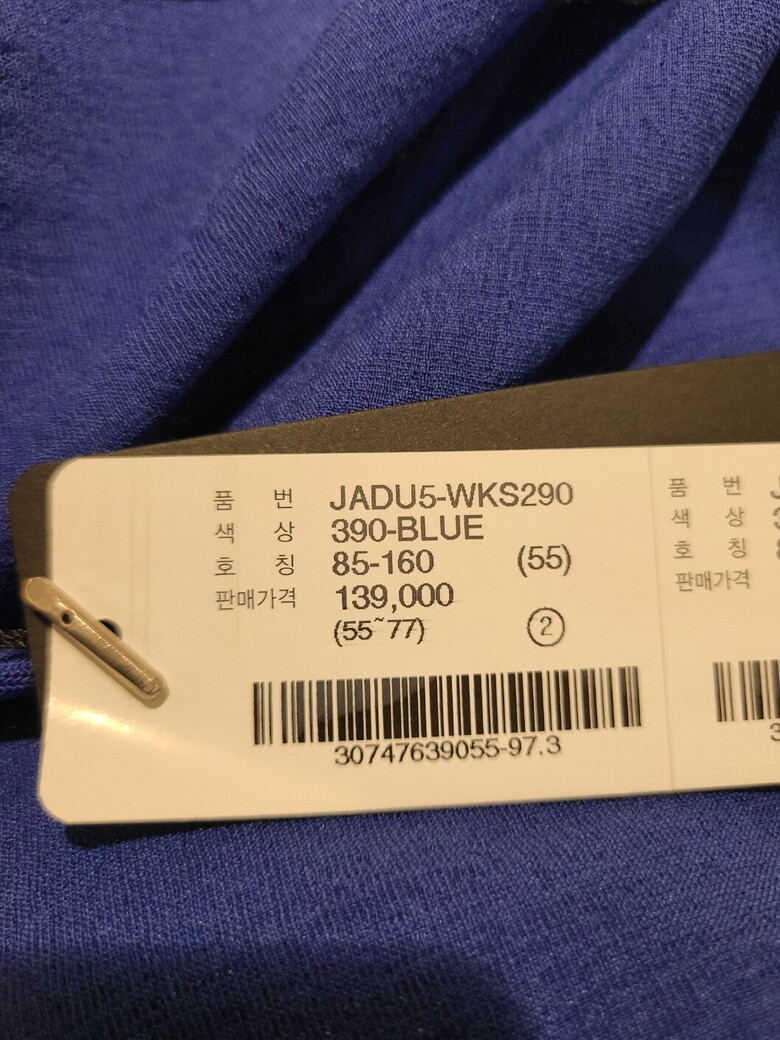 품 번 JADU5-WKS290
색 상 390-BLUE
호 칭 85-160 (55)
판매가격 139,000
(55~77) ②
30747639055-97.3
품 번
색 상
호 칭
판매가격